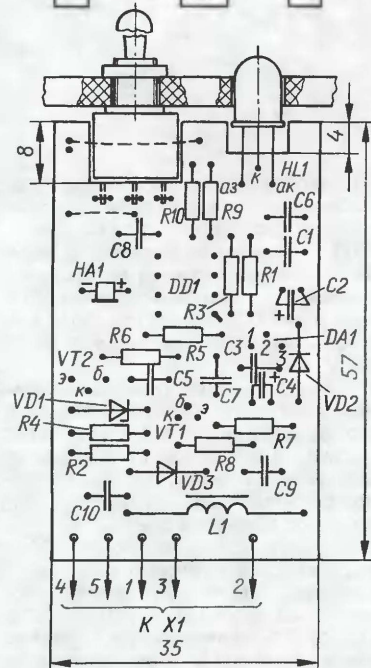 8
4
HL1
аз
к
ак
R10
R9
C6
C8
C1
HA1
DD1
R3
R1
C2
R6
R5
C3
1
2
3
DA1
57
VT2
э
б
к
C5
C7
C4
VD1
б
э
к
VD2
R4
VT1
R7
R2
R8
VD3
C9
C10
L1
4
5
1
3
2
К X1
35